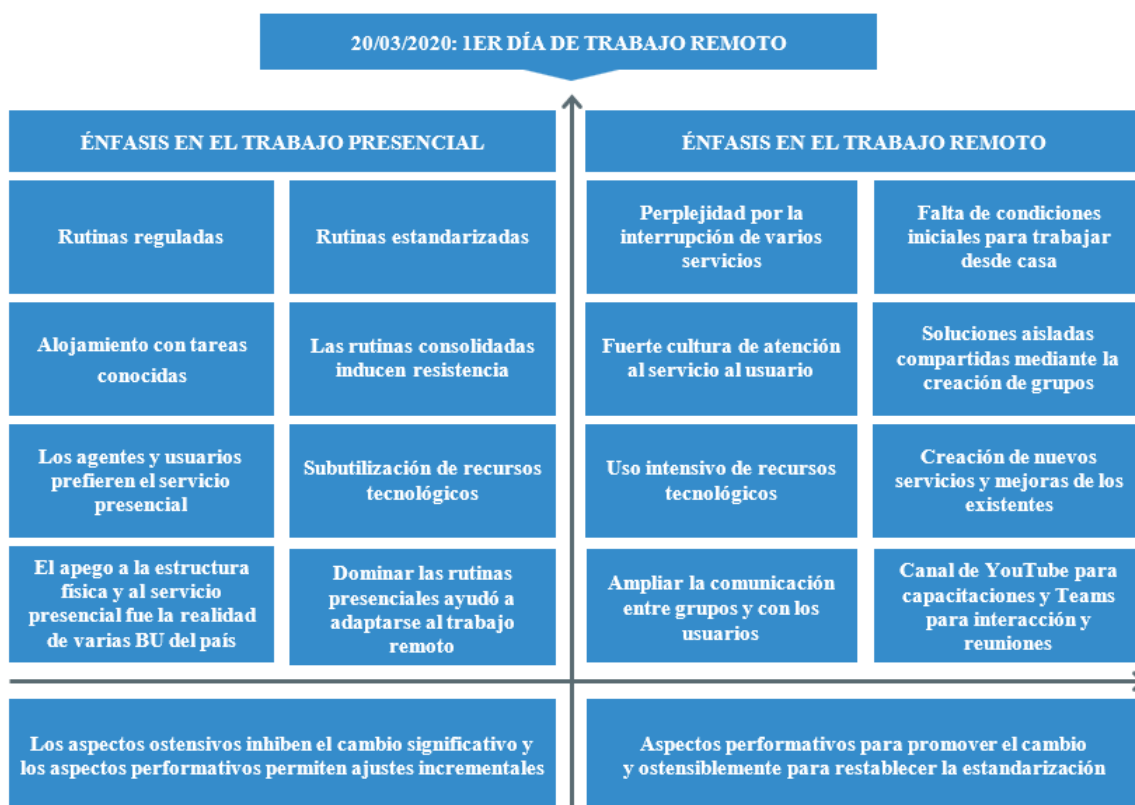 20/03/2020: 1ER DÍA DE TRABAJO REMOTO
ÉNFASIS EN EL TRABAJO PRESENCIAL
Rutinas reguladas
Rutinas estandarizadas
Alojamiento con tareas
conocidas
Las rutinas consolidadas
inducen resistencia
Los agentes y usuarios
prefieren el servicio
presencial
Subutilización de recursos
tecnológicos
El apego a la estructura
física y al servicio
presencial fue la realidad
de varias BU del país
Dominar las rutinas
presenciales ayudó a
adaptarse al trabajo
remoto
Los aspectos ostensivos inhiben el cambio significativo y
los aspectos performativos permiten ajustes incrementales
ÉNFASIS EN EL TRABAJO REMOTO
Perplejidad por la
interrupción de varios
servicios
Falta de condiciones
iniciales para trabajar
desde casa
Fuerte cultura de atención
al servicio al usuario
Soluciones aisladas
compartidas mediante la
creación de grupos
Uso intensivo de recursos
tecnológicos
Creación de nuevos
servicios y mejoras de los
existentes
Ampliar la comunicación
entre grupos y con los
usuarios
Canal de YouTube para
capacitaciones y Teams
para interacción y
reuniones
Aspectos performativos para promover el cambio
y ostensiblemente para restablecer la estandarización